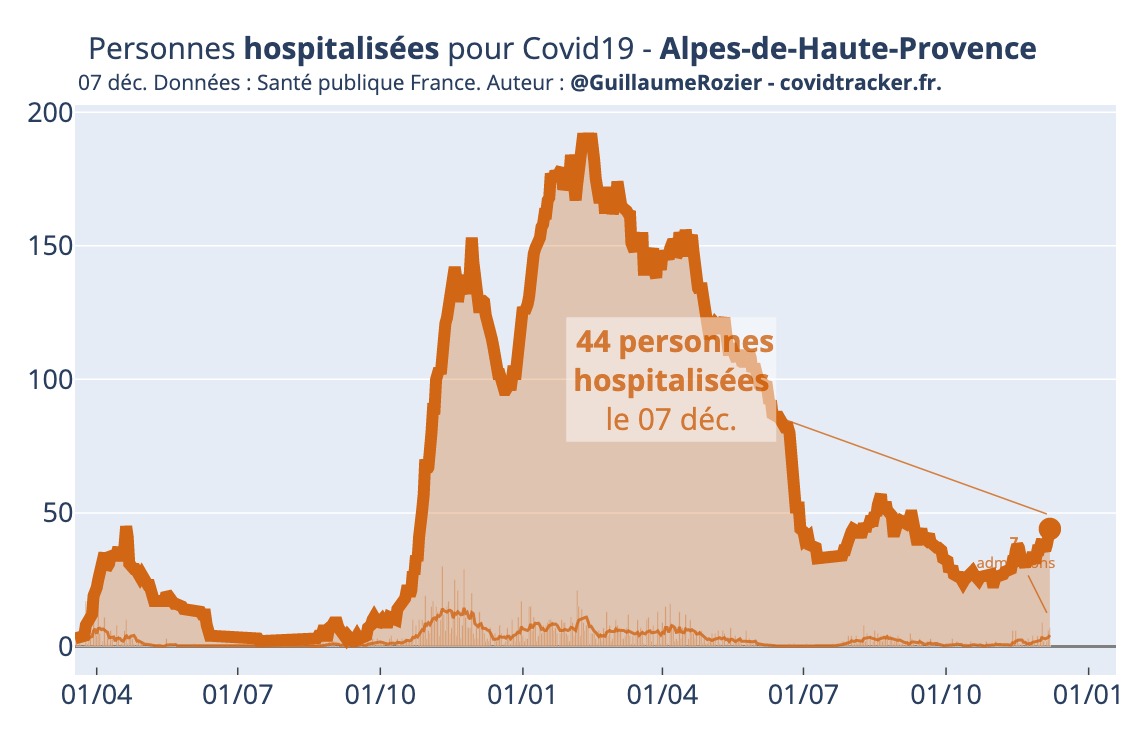 Personnes hospitalisées pour Covid19 - Alpes-de-Haute-Provence
07 déc. Données : Santé publique France. Auteur : @GuillaumeRozier - covidtracker.fr.
200
150
100
50
0
44 personnes
hospitalisées
le 07 déc.
7
admissions
01/04
01/07
01/10
01/01
01/04
01/07
01/10
01/01